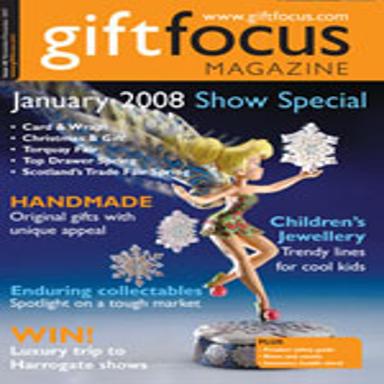 www.giftfocus.com
giftfocus
MAGAZINE
January 2008 Show Special
• Card & Wrap
• Christmas & Gift
• Torquay Fair
• Top Drawer Spring
• Scotland's Trade Fair Spring
HANDMADE
Original gifts with
unique appeal
Children's
Jewellery
Trendy lines
for cool kids
Enduring collectables
Spotlight on a tough market
WIN!
Luxury trip to
Harrogate shows
PLUS